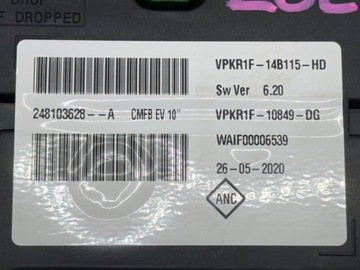 DROP
F DROPPED
VPKR1F-14B115-HD
Sw Ver 6.20
248103628--A CMFB EV 10"
VPKR1F-10849-DG
WAIF00006539
26-05-2020
ANC